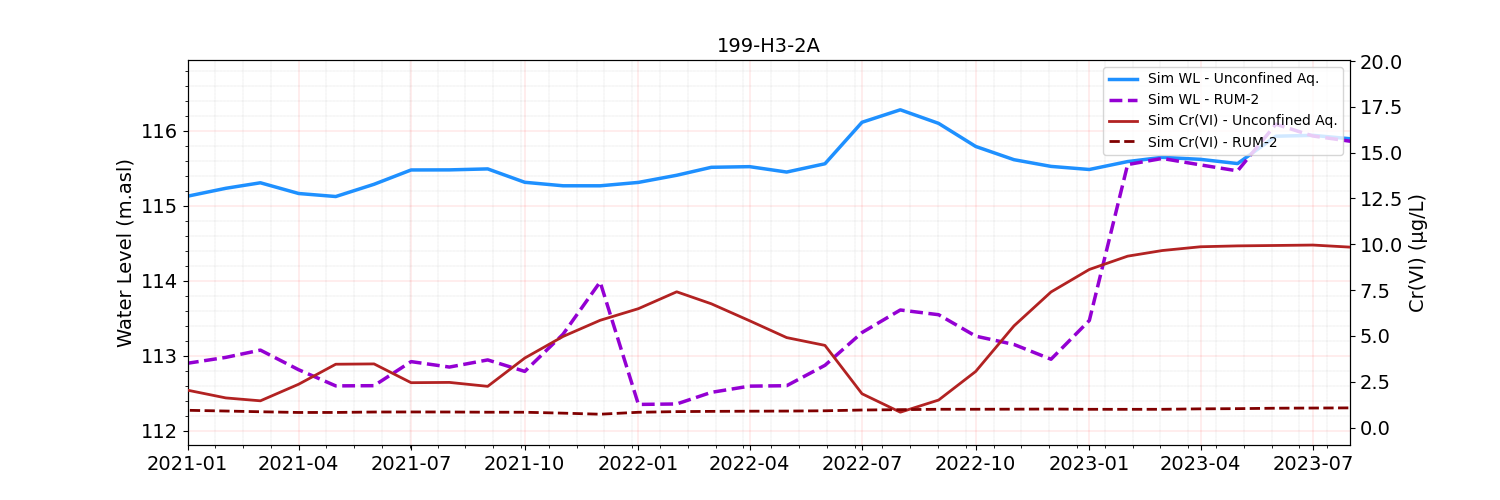 199-H3-2A
Water Level (m.asl)
116
115
114
113
112
Sim WL - Unconfined Aq.
Sim WL - RUM-2
Sim Cr(VI) - Unconfined Aq.
Sim Cr(VI) - RUM-2
20.0
17.5
15.0
12.5
10.0
7.5
5.0
2.5
0.0
Cr(VI) (μg/L)
2021-01 2021-04 2021-07 2021-10 2022-01 2022-04 2022-07 2022-10 2023-01 2023-04 2023-07